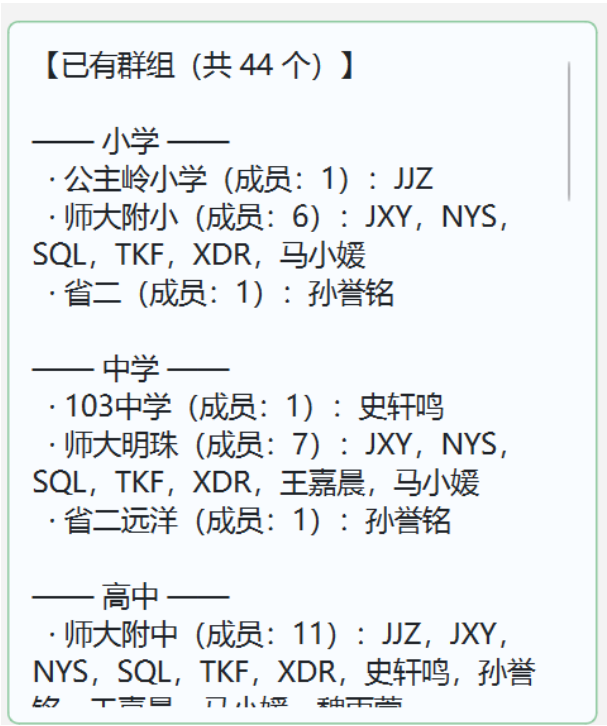 【已有群组（共 44 个）】
—— 小学 ——
· 公主岭小学（成员：1）：JJZ
· 师大附小（成员：6）：JXY，NYS，
SQL，TKF，XDR，马小媛
· 省二（成员：1）：孙誉铭
—— 中学 ——
· 103中学（成员：1）：史轩鸣
· 师大明珠（成员：7）：JXY，NYS，
SQL，TKF，XDR，王嘉晨，马小媛
· 省二远洋（成员：1）：孙誉铭
—— 高中 ——
· 师大附中（成员：11）：JJZ，JXY，
NYS，SQL，TKF，XDR，史轩鸣，孙誉